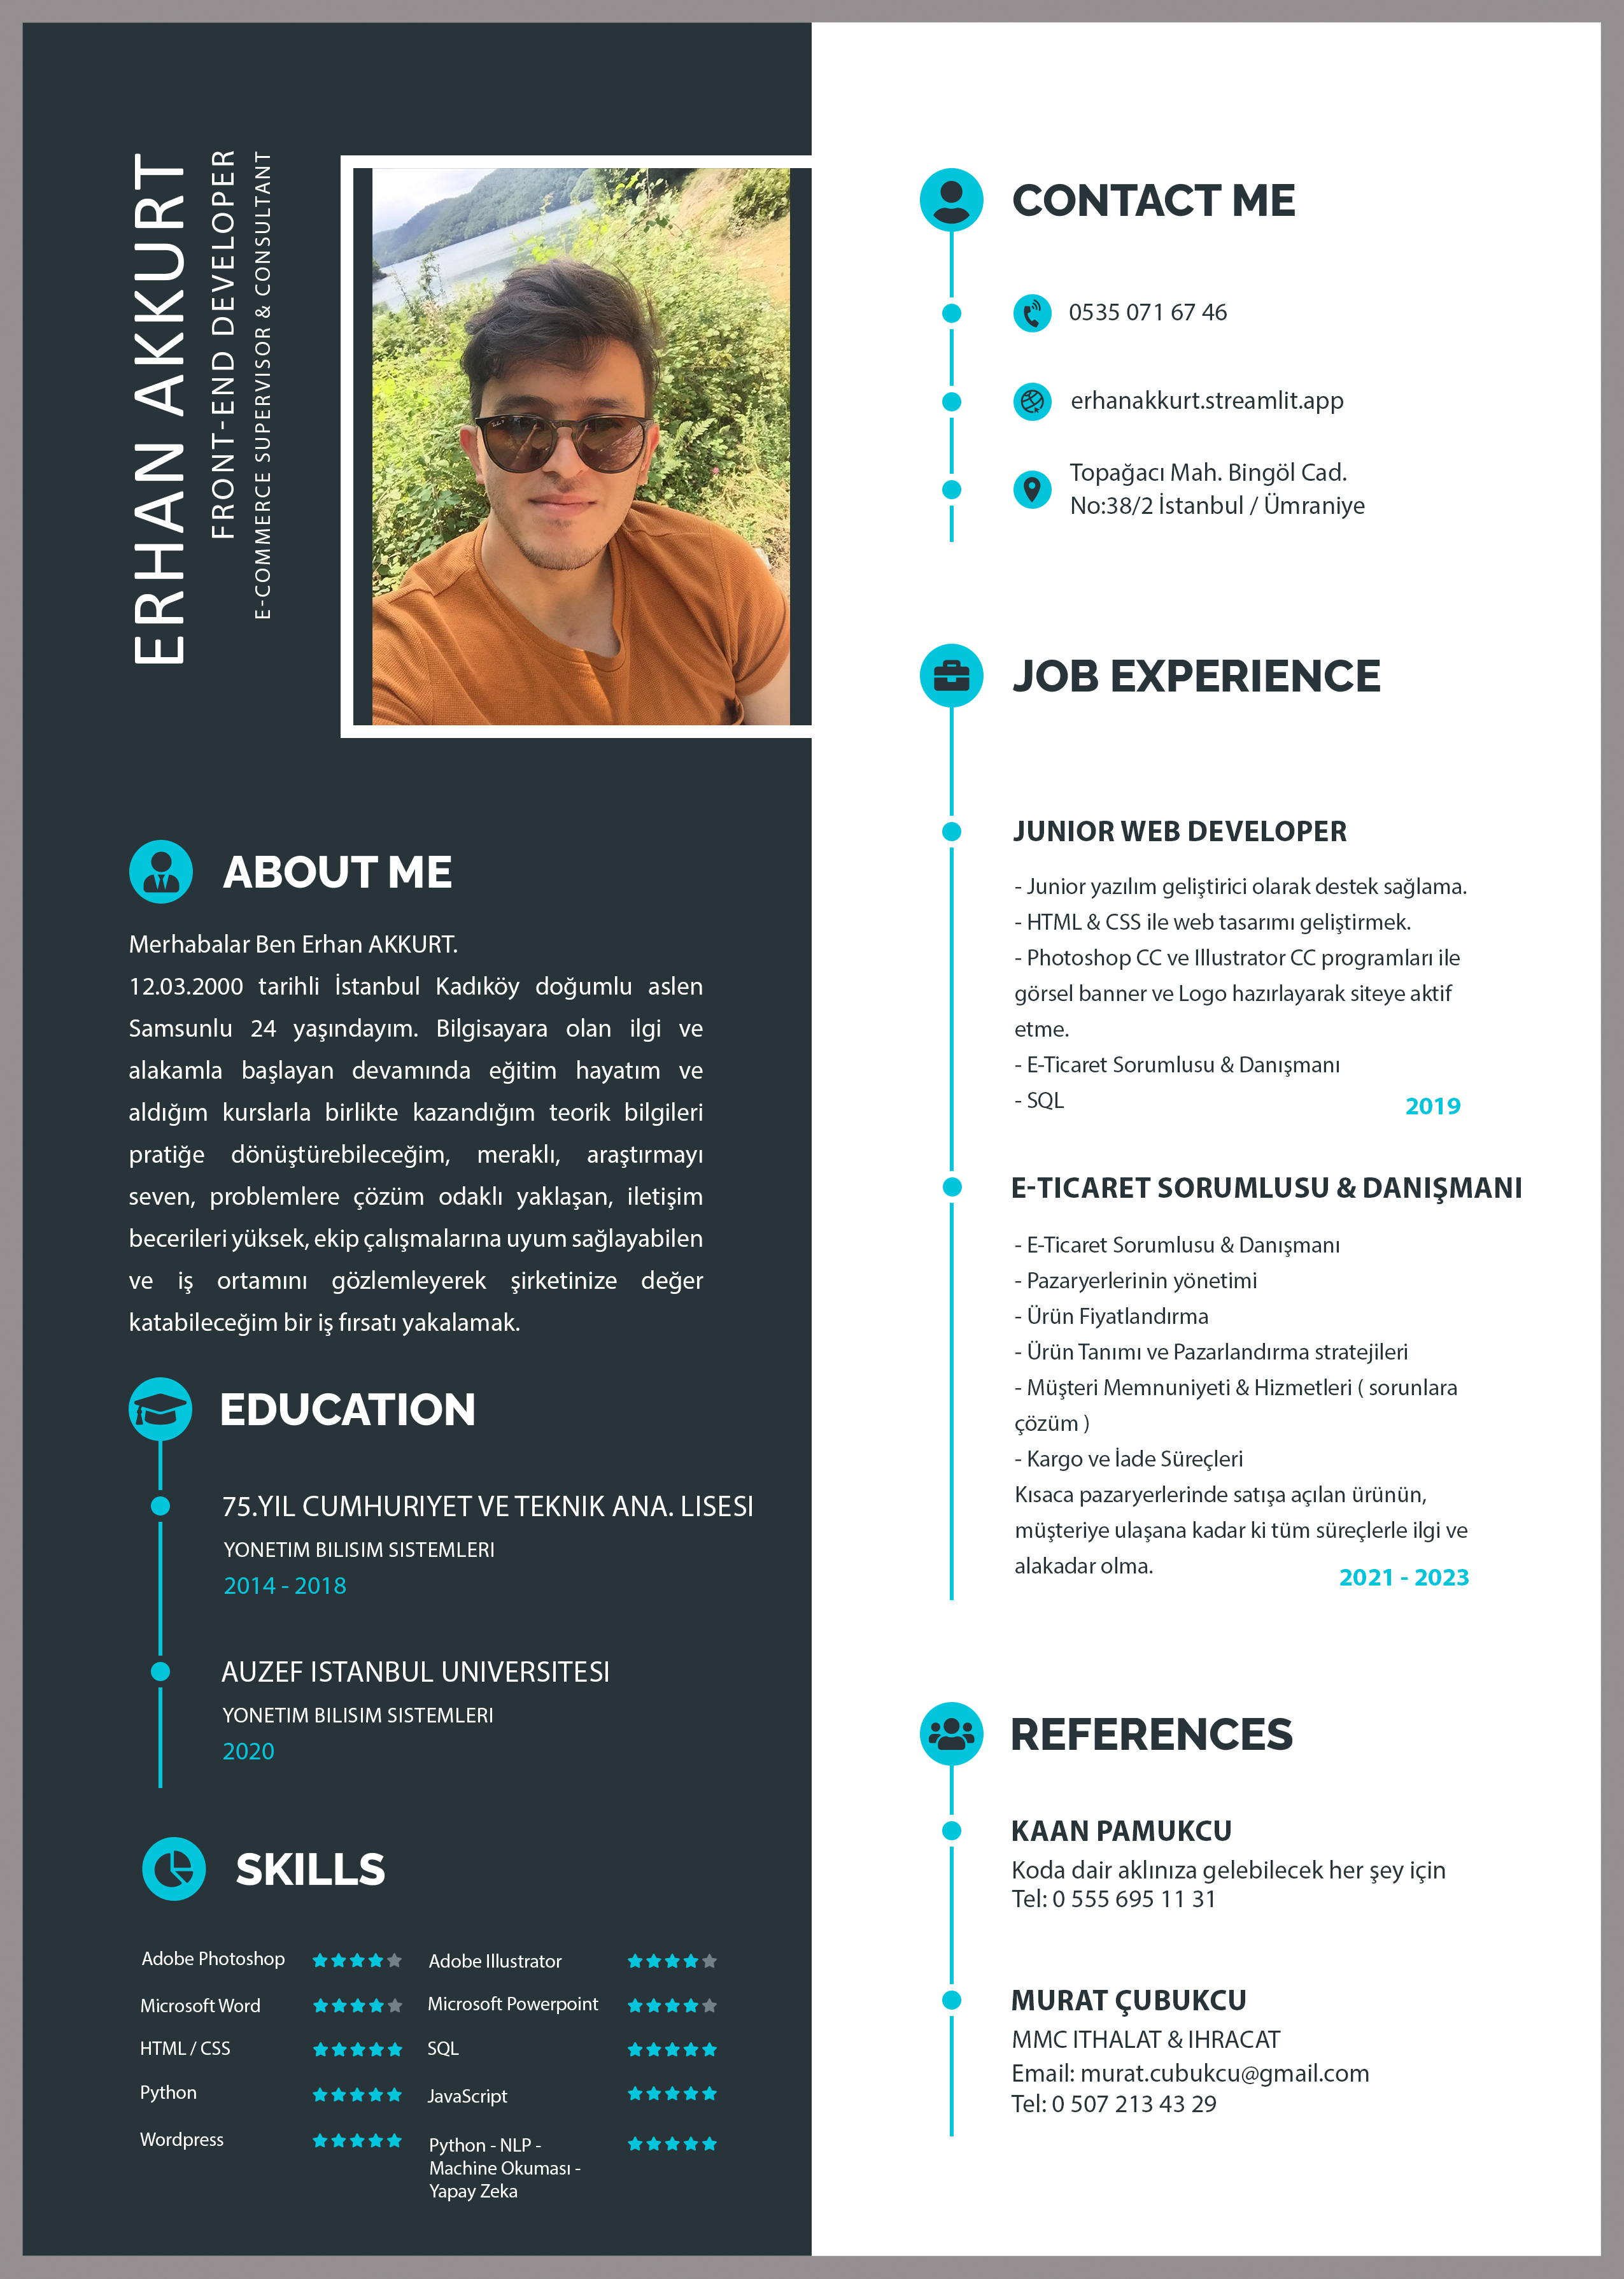 ERHAN AKKURT
FRONT-END DEVELOPER
E-COMMERCE SUPERVISOR & CONSULTANT
ABOUT ME
Merhabalar Ben Erhan AKKURT.
12.03.2000 tarihli İstanbul Kadıköy doğumlu aslen
Samsunlu 24 yaşındayım. Bilgisayara olan ilgi ve
alakamla başlayan devamında eğitim hayatım ve
aldığım kurslarla birlikte kazandığım teorik bilgileri
pratiğe dönüştürebileceğim, meraklı, araştırmayı
seven, problemlere çözüm odaklı yaklaşan, iletişim
becerileri yüksek, ekip çalışmalarına uyum sağlayabilen
ve iş ortamını gözlemleyerek şirketinize değer
katabileceğim bir iş fırsatı yakalamak.
EDUCATION
75.YIL CUMHURIYET VE TEKNIK ANA. LISESI
YONETIM BILISIM SISTEMLERI
2014 - 2018
AUZEF ISTANBUL UNIVERSITESI
YONETIM BILISIM SISTEMLERI
2020
SKILLS
Adobe Photoshop
Adobe Illustrator
Microsoft Word
Microsoft Powerpoint
HTML / CSS
SQL
Python
JavaScript
Wordpress
Python - NLP -
Machine Okuması -
Yapay Zeka
CONTACT ME
0535 071 67 46
erhanakkurt.streamlit.app
Topağacı Mah. Bingöl Cad.
No:38/2 İstanbul / Ümraniye
JOB EXPERIENCE
JUNIOR WEB DEVELOPER
- Junior yazılım geliştirici olarak destek sağlama.
- HTML & CSS ile web tasarımı geliştirmek.
- Photoshop CC ve Illustrator CC programları ile
görsel banner ve Logo hazırlayarak siteye aktif
etme.
- E-Ticaret Sorumlusu & Danışmanı
- SQL
2019
E-TICARET SORUMLUSU & DANIŞMANI
- E-Ticaret Sorumlusu & Danışmanı
- Pazaryerlerinin yönetimi
- Ürün Fiyatlandırma
- Ürün Tanımı ve Pazarlandırma stratejileri
- Müşteri Memnuniyeti & Hizmetleri ( sorunlara
çözüm )
- Kargo ve İade Süreçleri
Kısaca pazaryerlerinde satışa açılan ürünün,
müşteriye ulaşana kadar ki tüm süreçlerle ilgi ve
alakadar olma.
2021 - 2023
REFERENCES
KAAN PAMUKCU
Koda dair aklınıza gelebilecek her şey için
Tel: 0 555 695 11 31
MURAT ÇUBUKCU
MMC ITHALAT & IHRACAT
Email: murat.cubukcu@gmail.com
Tel: 0 507 213 43 29